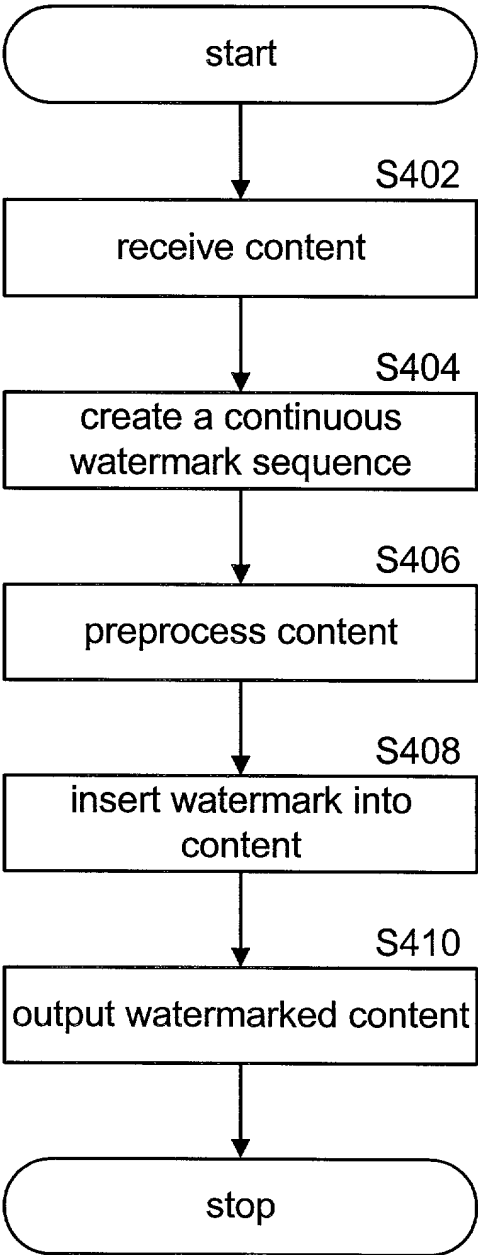 start
S402
receive content
S404
create a continuous
watermark sequence
S406
preprocess content
S408
insert watermark into
content
S410
output watermarked content
stop